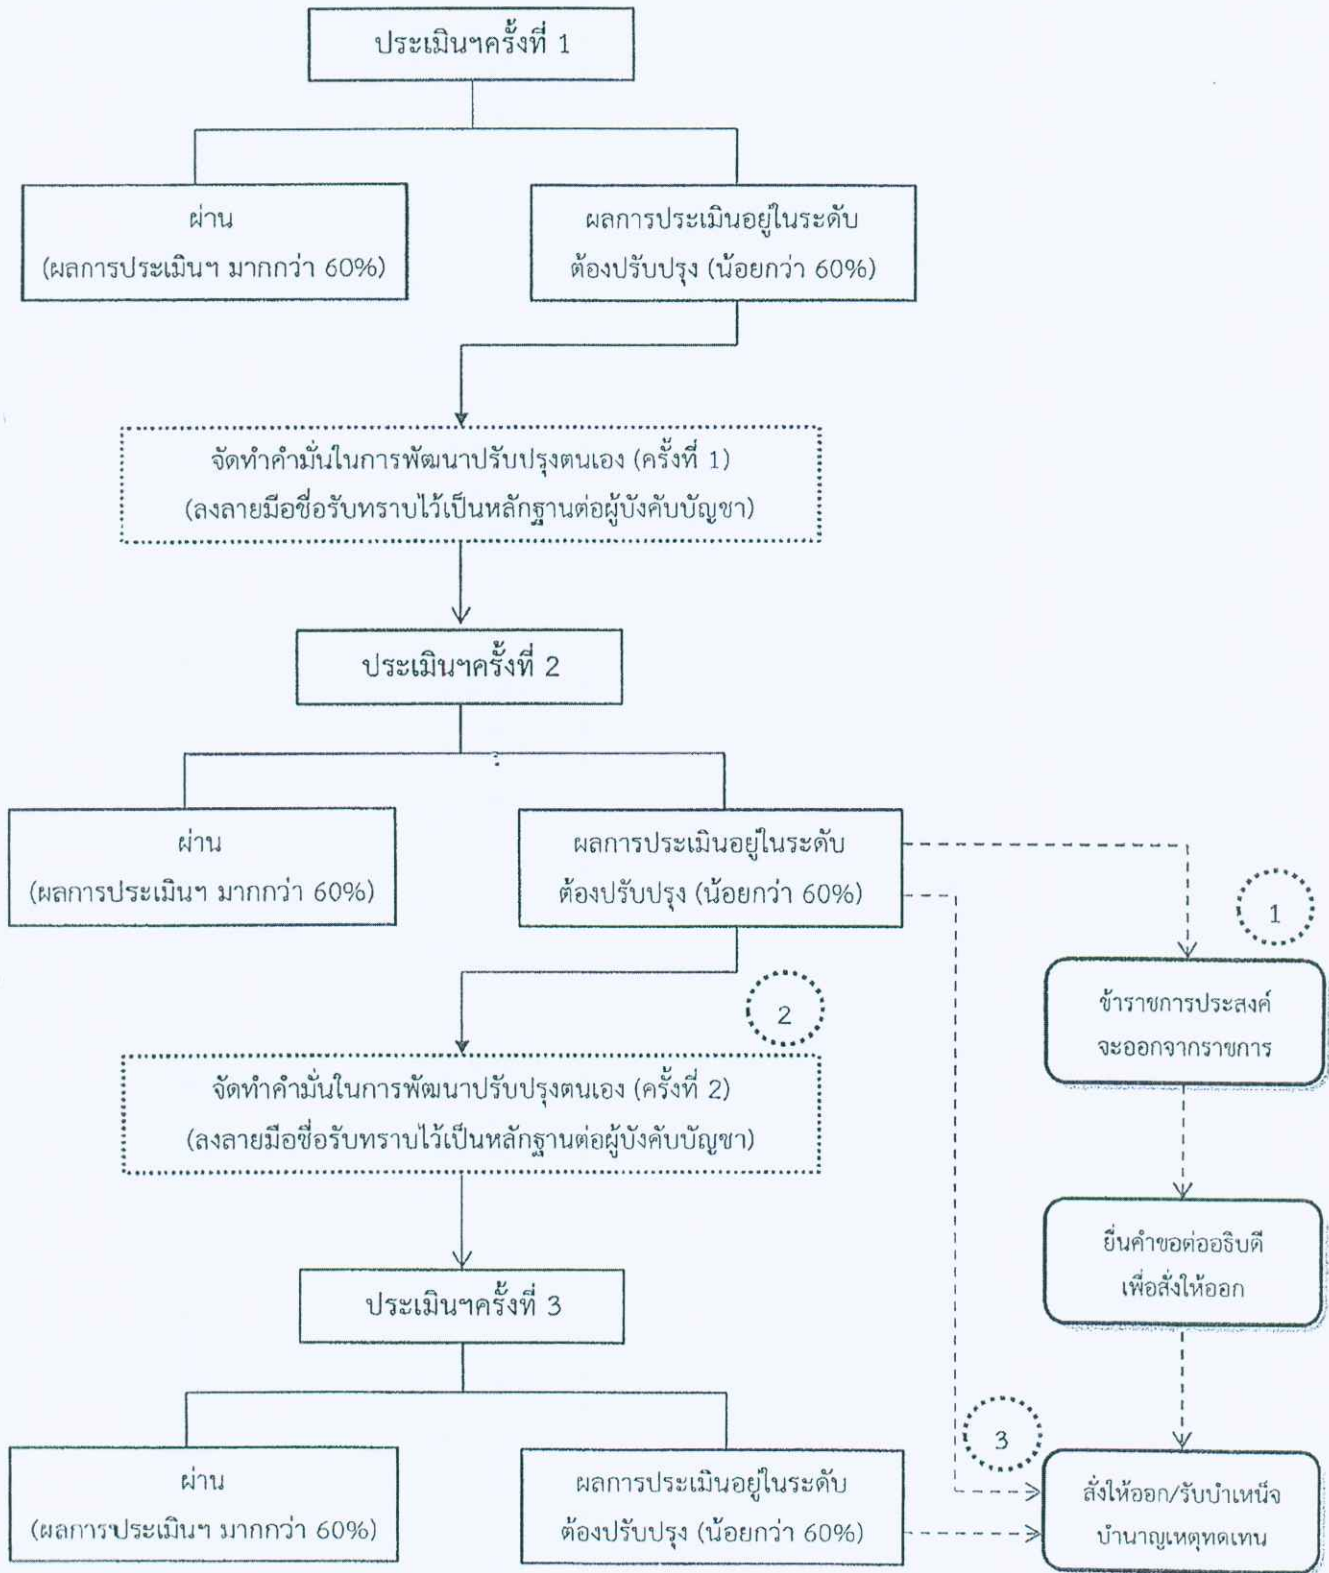 ประเมินฯครั้งที่ 1
ผ่าน
(ผลการประเมินฯ มากกว่า 60%)
ผลการประเมินอยู่ในระดับ
ต้องปรับปรุง (น้อยกว่า 60%)
จัดทำคำมั่นในการพัฒนาปรับปรุงตนเอง (ครั้งที่ 1)
(ลงลายมือชื่อรับทราบไว้เป็นหลักฐานต่อผู้บังคับบัญชา)
ประเมินฯครั้งที่ 2
ผ่าน
(ผลการประเมินฯ มากกว่า 60%)
ผลการประเมินอยู่ในระดับ
ต้องปรับปรุง (น้อยกว่า 60%)
1
ข้าราชการประสงค์
จะออกจากราชการ
2
จัดทำคำมั่นในการพัฒนาปรับปรุงตนเอง (ครั้งที่ 2)
(ลงลายมือชื่อรับทราบไว้เป็นหลักฐานต่อผู้บังคับบัญชา)
ยื่นคำขอต่ออธิบดี
เพื่อสั่งให้ออก
ประเมินฯครั้งที่ 3
ผ่าน
(ผลการประเมินฯ มากกว่า 60%)
ผลการประเมินอยู่ในระดับ
ต้องปรับปรุง (น้อยกว่า 60%)
3
สั่งให้ออก/รับบำเหน็จ
บำนาญเหตุทดเทน